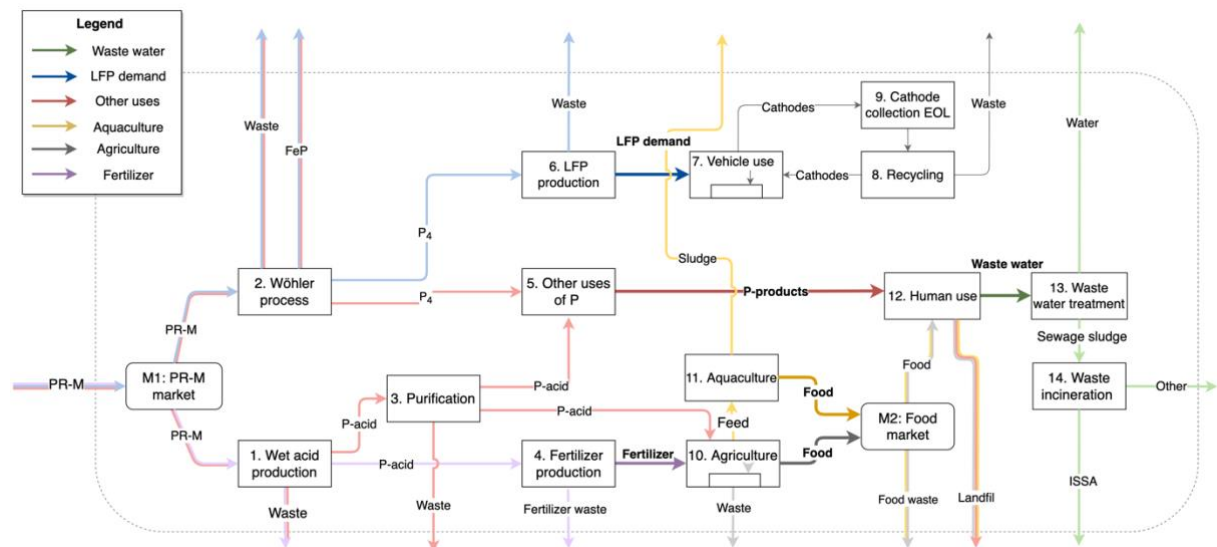 Legend
Waste water
LFP demand
Other uses
Aquaculture
Agriculture
Fertilizer
Waste
FeP
Waste
LFP demand
Cathodes
9. Cathode
collection EOL
Waste
Water
6. LFP
production
7. Vehicle use
Cathodes
8. Recycling
P4
Sludge
2. Wöhler
process
P4
5. Other uses
of P
P-products
12. Human use
Waste water
13. Waste
water treatment
PR-M
PR-M
M1: PR-M
market
PR-M
Sewage sludge
14. Waste
incineration
Other
3. Purification
P-acid
P-acid
P-acid
11. Aquaculture
Food
Food
Feed
M2: Food
market
1. Wet acid
production
P-acid
4. Fertilizer
production
Fertilizer
10. Agriculture
Food
Waste
Waste
Fertilizer waste
Waste
Food waste
Landfil
ISSA